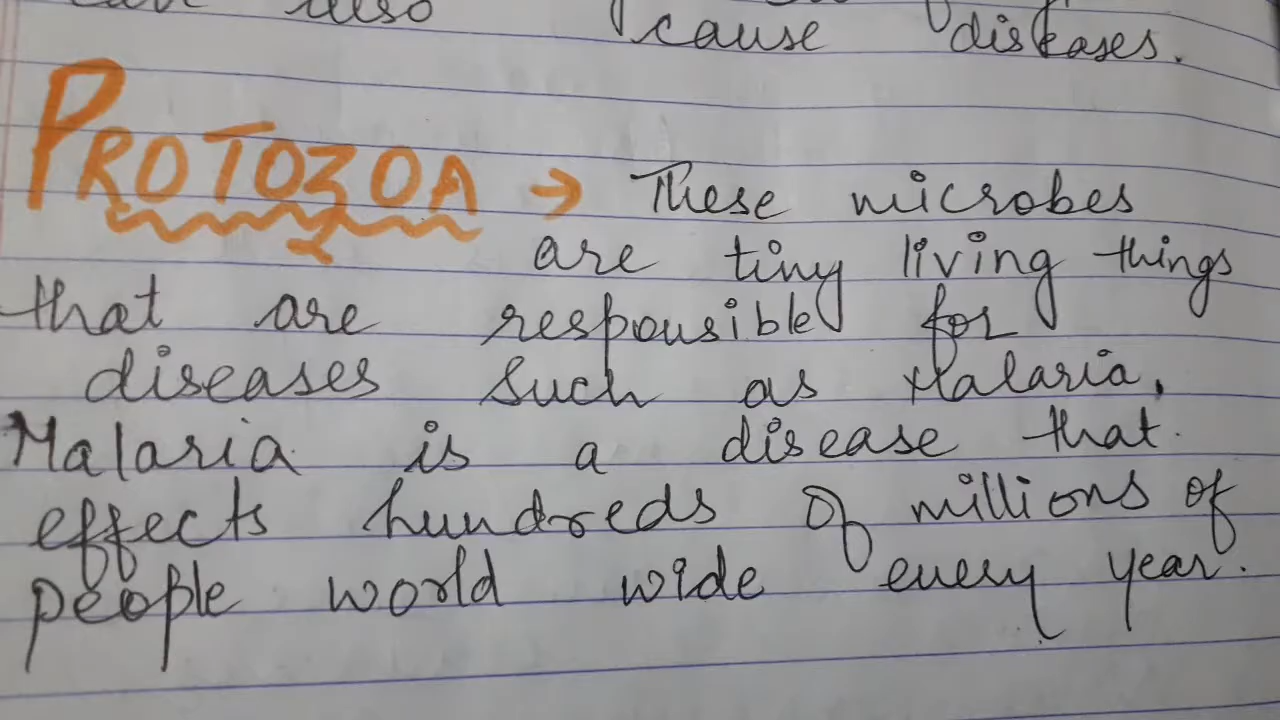 also cause diseases.
PROTOZOA → These microbes
are tiny living things
that are responsible for
diseases such as Malaria,
Malaria is a disease that.
effects hundreds of millions of
people world wide every year.